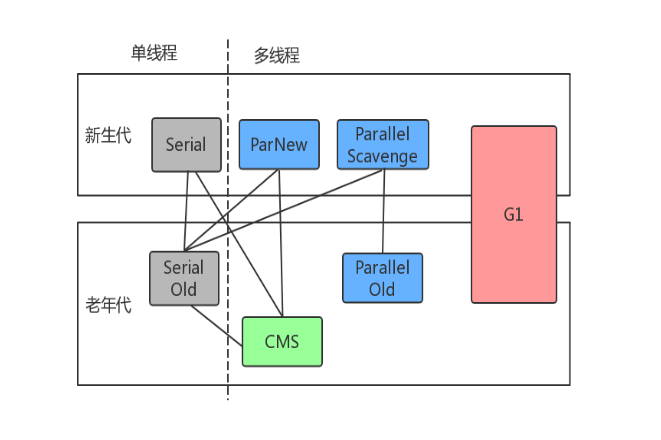 单线程
多线程
新生代
Serial
ParNew
Parallel
Scavenge
G1
老年代
Serial
Old
Parallel
Old
CMS